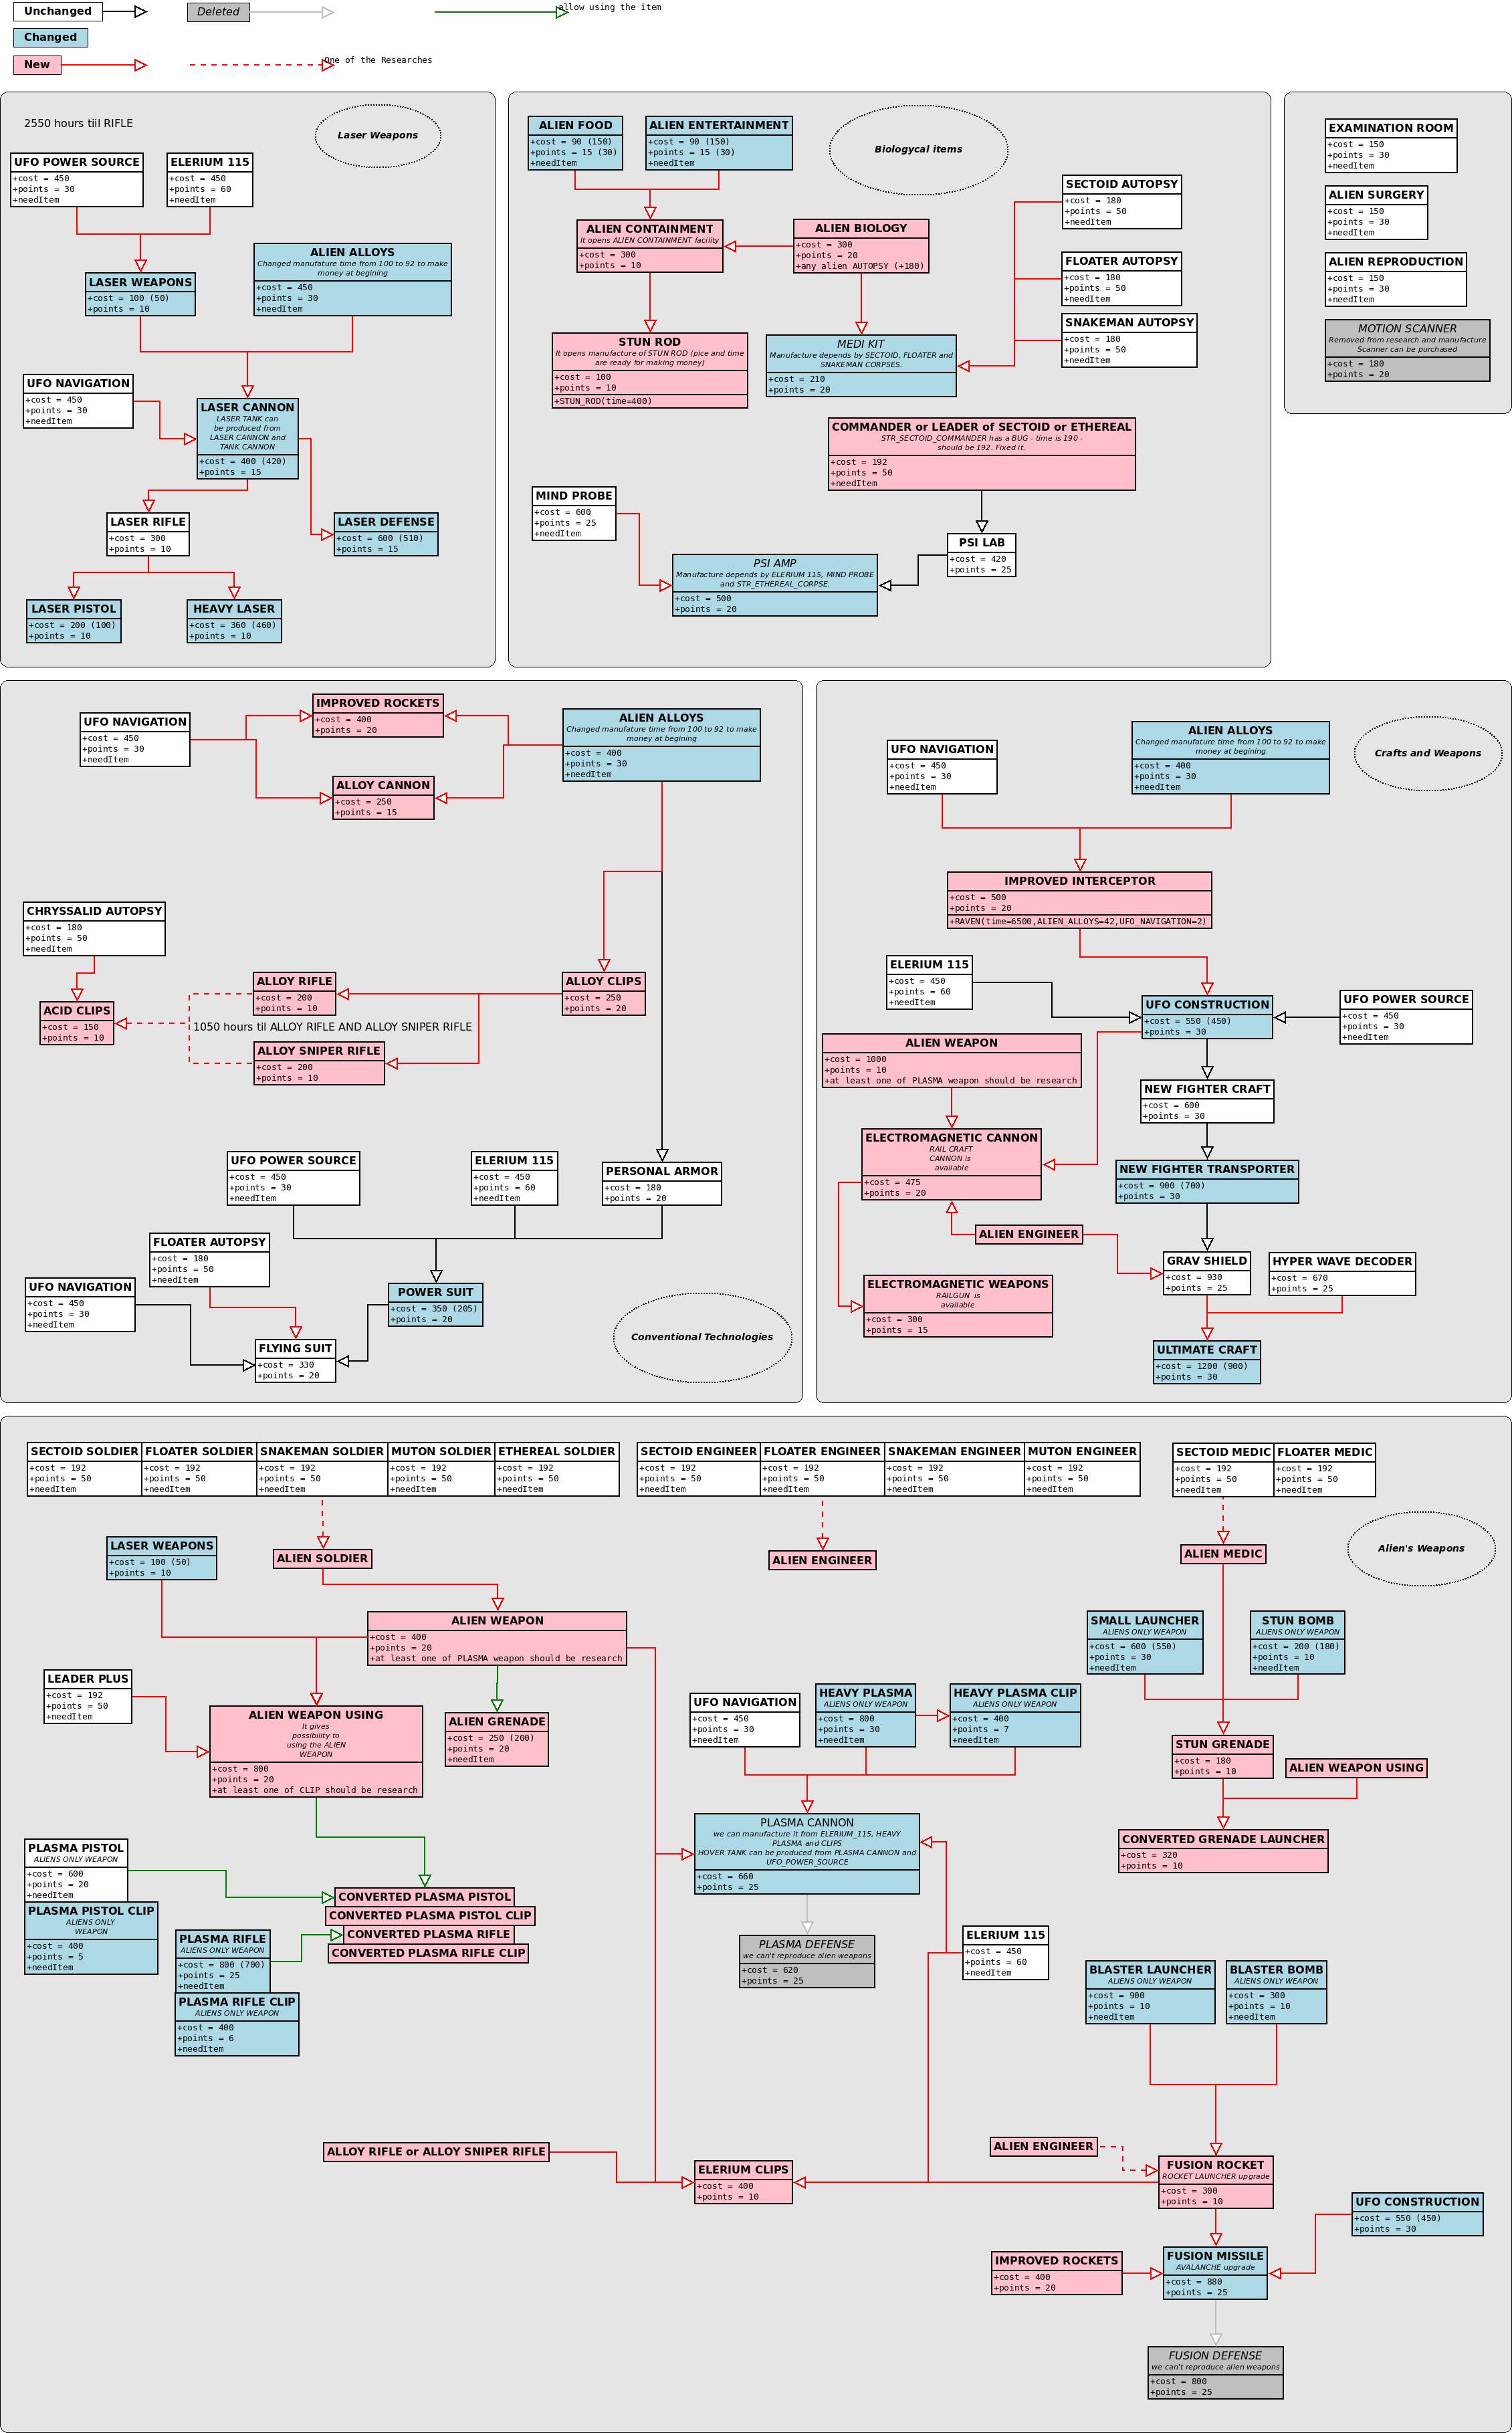 Unchanged
Deleted
allow using the item
Changed
New
One of the Researches
2550 hours tiil RIFLE
Laser Weapons
UFO POWER SOURCE
+cost = 450
+points = 30
+needItem
ELERIUM 115
+cost = 450
+points = 60
+needItem
ALIEN ALLOYS
Changed manufature time from 100 to 92 to make
money at begining
+cost = 450
+points = 30
+needItem
LASER WEAPONS
+cost = 100 (50)
+points = 10
UFO NAVIGATION
+cost = 450
+points = 30
+needItem
LASER CANNON
LASER TANK can
be produced from
LASER CANNON and
TANK CANNON
+cost = 400 (420)
+points = 15
LASER RIFLE
+cost = 300
+points = 10
LASER DEFENSE
+cost = 600 (510)
+points = 15
LASER PISTOL
+cost = 200 (100)
+points = 10
HEAVY LASER
+cost = 360 (460)
+points = 10
ALIEN FOOD
+cost = 90 (150)
+points = 15 (30)
+needItem
ALIEN ENTERTAINMENT
+cost = 90 (150)
+points = 15 (30)
+needItem
Biologycal items
SECTOID AUTOPSY
+cost = 180
+points = 50
+needItem
ALIEN CONTAINMENT
It opens ALIEN CONTAINMENT facility
+cost = 300
+points = 10
ALIEN BIOLOGY
+cost = 300
+points = 20
+any alien AUTOPSY (+180)
FLOATER AUTOPSY
+cost = 180
+points = 50
+needItem
SNAKEMAN AUTOPSY
+cost = 180
+points = 50
+needItem
STUN ROD
It opens manufacture of STUN ROD (pice and time
are ready for making money)
+cost = 100
+points = 10
+STUN_ROD(time=400)
MEDI KIT
Manufacture depends by SECTOID, FLOATER and
SNAKEMAN CORPSES.
+cost = 210
+points = 20
COMMANDER or LEADER of SECTOID or ETHEREAL
STR_SECTOID_COMMANDER has a BUG - time is 190 -
should be 192. Fixed it.
+cost = 192
+points = 50
+needItem
MIND PROBE
+cost = 600
+points = 25
+needItem
PSI LAB
+cost = 420
+points = 25
PSI AMP
Manufacture depends by ELERIUM 115, MIND PROBE
and STR_ETHEREAL_CORPSE.
+cost = 500
+points = 20
EXAMINATION ROOM
+cost = 150
+points = 30
+needItem
ALIEN SURGERY
+cost = 150
+points = 30
+needItem
ALIEN REPRODUCTION
+cost = 150
+points = 30
+needItem
MOTION SCANNER
Removed from research and manufacture
Scanner can be purchased
+cost = 180
+points = 20
UFO NAVIGATION
+cost = 450
+points = 30
+needItem
IMPROVED ROCKETS
+cost = 400
+points = 20
ALIEN ALLOYS
Changed manufature time from 100 to 92 to make
money at begining
+cost = 400
+points = 30
+needItem
ALLOY CANNON
+cost = 250
+points = 15
CHRYSSALID AUTOPSY
+cost = 180
+points = 50
+needItem
ACID CLIPS
+cost = 150
+points = 10
ALLOY RIFLE
+cost = 200
+points = 10
ALLOY CLIPS
+cost = 250
+points = 20
1050 hours til ALLOY RIFLE AND ALLOY SNIPER RIFLE
ALLOY SNIPER RIFLE
+cost = 200
+points = 10
UFO POWER SOURCE
+cost = 450
+points = 30
+needItem
ELERIUM 115
+cost = 450
+points = 60
+needItem
PERSONAL ARMOR
+cost = 180
+points = 20
FLOATER AUTOPSY
+cost = 180
+points = 50
+needItem
UFO NAVIGATION
+cost = 450
+points = 30
+needItem
POWER SUIT
+cost = 350 (205)
+points = 20
FLYING SUIT
+cost = 330
+points = 20
Conventional Technologies
UFO NAVIGATION
+cost = 450
+points = 30
+needItem
ALIEN ALLOYS
Changed manufature time from 100 to 92 to make
money at begining
+cost = 400
+points = 30
+needItem
Crafts and Weapons
IMPROVED INTERCEPTOR
+cost = 500
+points = 20
+RAVEN(time=6500,ALIEN_ALLOYS=42,UFO_NAVIGATION=2)
ELERIUM 115
+cost = 450
+points = 60
+needItem
UFO CONSTRUCTION
+cost = 550 (450)
+points = 30
UFO POWER SOURCE
+cost = 450
+points = 30
+needItem
ALIEN WEAPON
+cost = 1000
+points = 10
+at least one of PLASMA weapon should be research
NEW FIGHTER CRAFT
+cost = 600
+points = 30
ELECTROMAGNETIC CANNON
RAIL CRAFT
CANNON is
available
+cost = 475
+points = 20
NEW FIGHTER TRANSPORTER
+cost = 900 (700)
+points = 30
ALIEN ENGINEER
GRAV SHIELD
+cost = 930
+points = 25
HYPER WAVE DECODER
+cost = 670
+points = 25
ELECTROMAGNETIC WEAPONS
RAILGUN is
available
+cost = 300
+points = 15
ULTIMATE CRAFT
+cost = 1200 (900)
+points = 30
SECTOID SOLDIER
+cost = 192
+points = 50
+needItem
FLOATER SOLDIER
+cost = 192
+points = 50
+needItem
SNAKEMAN SOLDIER
+cost = 192
+points = 50
+needItem
MUTON SOLDIER
+cost = 192
+points = 50
+needItem
ETHEREAL SOLDIER
+cost = 192
+points = 50
+needItem
SECTOID ENGINEER
+cost = 192
+points = 50
+needItem
FLOATER ENGINEER
+cost = 192
+points = 50
+needItem
SNAKEMAN ENGINEER
+cost = 192
+points = 50
+needItem
MUTON ENGINEER
+cost = 192
+points = 50
+needItem
SECTOID MEDIC
+cost = 192
+points = 50
+needItem
FLOATER MEDIC
+cost = 192
+points = 50
+needItem
LASER WEAPONS
+cost = 100 (50)
+points = 10
ALIEN SOLDIER
ALIEN ENGINEER
ALIEN MEDIC
Alien's Weapons
ALIEN WEAPON
+cost = 400
+points = 20
+at least one of PLASMA weapon should be research
SMALL LAUNCHER
ALIENS ONLY WEAPON
+cost = 600 (550)
+points = 30
+needItem
STUN BOMB
ALIENS ONLY WEAPON
+cost = 200 (180)
+points = 10
+needItem
LEADER PLUS
+cost = 192
+points = 50
+needItem
ALIEN WEAPON USING
It gives
possibility to
using the ALIEN
WEAPON
+cost = 800
+points = 20
+at least one of CLIP should be research
ALIEN GRENADE
+cost = 250 (200)
+points = 20
+needItem
UFO NAVIGATION
+cost = 450
+points = 30
+needItem
HEAVY PLASMA
ALIENS ONLY WEAPON
+cost = 800
+points = 30
+needItem
HEAVY PLASMA CLIP
ALIENS ONLY WEAPON
+cost = 400
+points = 7
+needItem
STUN GRENADE
+cost = 180
+points = 10
ALIEN WEAPON USING
PLASMA CANNON
we can manufacture it from ELERIUM_115, HEAVY
PLASMA and CLIPS
HOVER TANK can be produced from PLASMA CANNON and
UFO_POWER_SOURCE
+cost = 660
+points = 25
CONVERTED GRENADE LAUNCHER
+cost = 320
+points = 10
PLASMA PISTOL
ALIENS ONLY WEAPON
+cost = 600
+points = 20
+needItem
PLASMA PISTOL CLIP
ALIENS ONLY
WEAPON
+cost = 400
+points = 5
+needItem
CONVERTED PLASMA PISTOL
CONVERTED PLASMA PISTOL CLIP
CONVERTED PLASMA RIFLE
CONVERTED PLASMA RIFLE CLIP
PLASMA RIFLE
ALIENS ONLY WEAPON
+cost = 800 (700)
+points = 25
+needItem
PLASMA RIFLE CLIP
ALIENS ONLY WEAPON
+cost = 400
+points = 6
+needItem
PLASMA DEFENSE
we can't reproduce alien weapons
+cost = 620
+points = 25
ELERIUM 115
+cost = 450
+points = 60
+needItem
BLASTER LAUNCHER
ALIENS ONLY WEAPON
+cost = 900
+points = 10
+needItem
BLASTER BOMB
ALIENS ONLY WEAPON
+cost = 300
+points = 10
+needItem
ALLOY RIFLE or ALLOY SNIPER RIFLE
ELERIUM CLIPS
+cost = 400
+points = 10
ALIEN ENGINEER
FUSION ROCKET
ROCKET LAUNCHER upgrade
+cost = 300
+points = 10
UFO CONSTRUCTION
+cost = 550 (450)
+points = 30
IMPROVED ROCKETS
+cost = 400
+points = 20
FUSION MISSILE
AVALANCHE upgrade
+cost = 880
+points = 25
FUSION DEFENSE
we can't reproduce alien weapons
+cost = 800
+points = 25